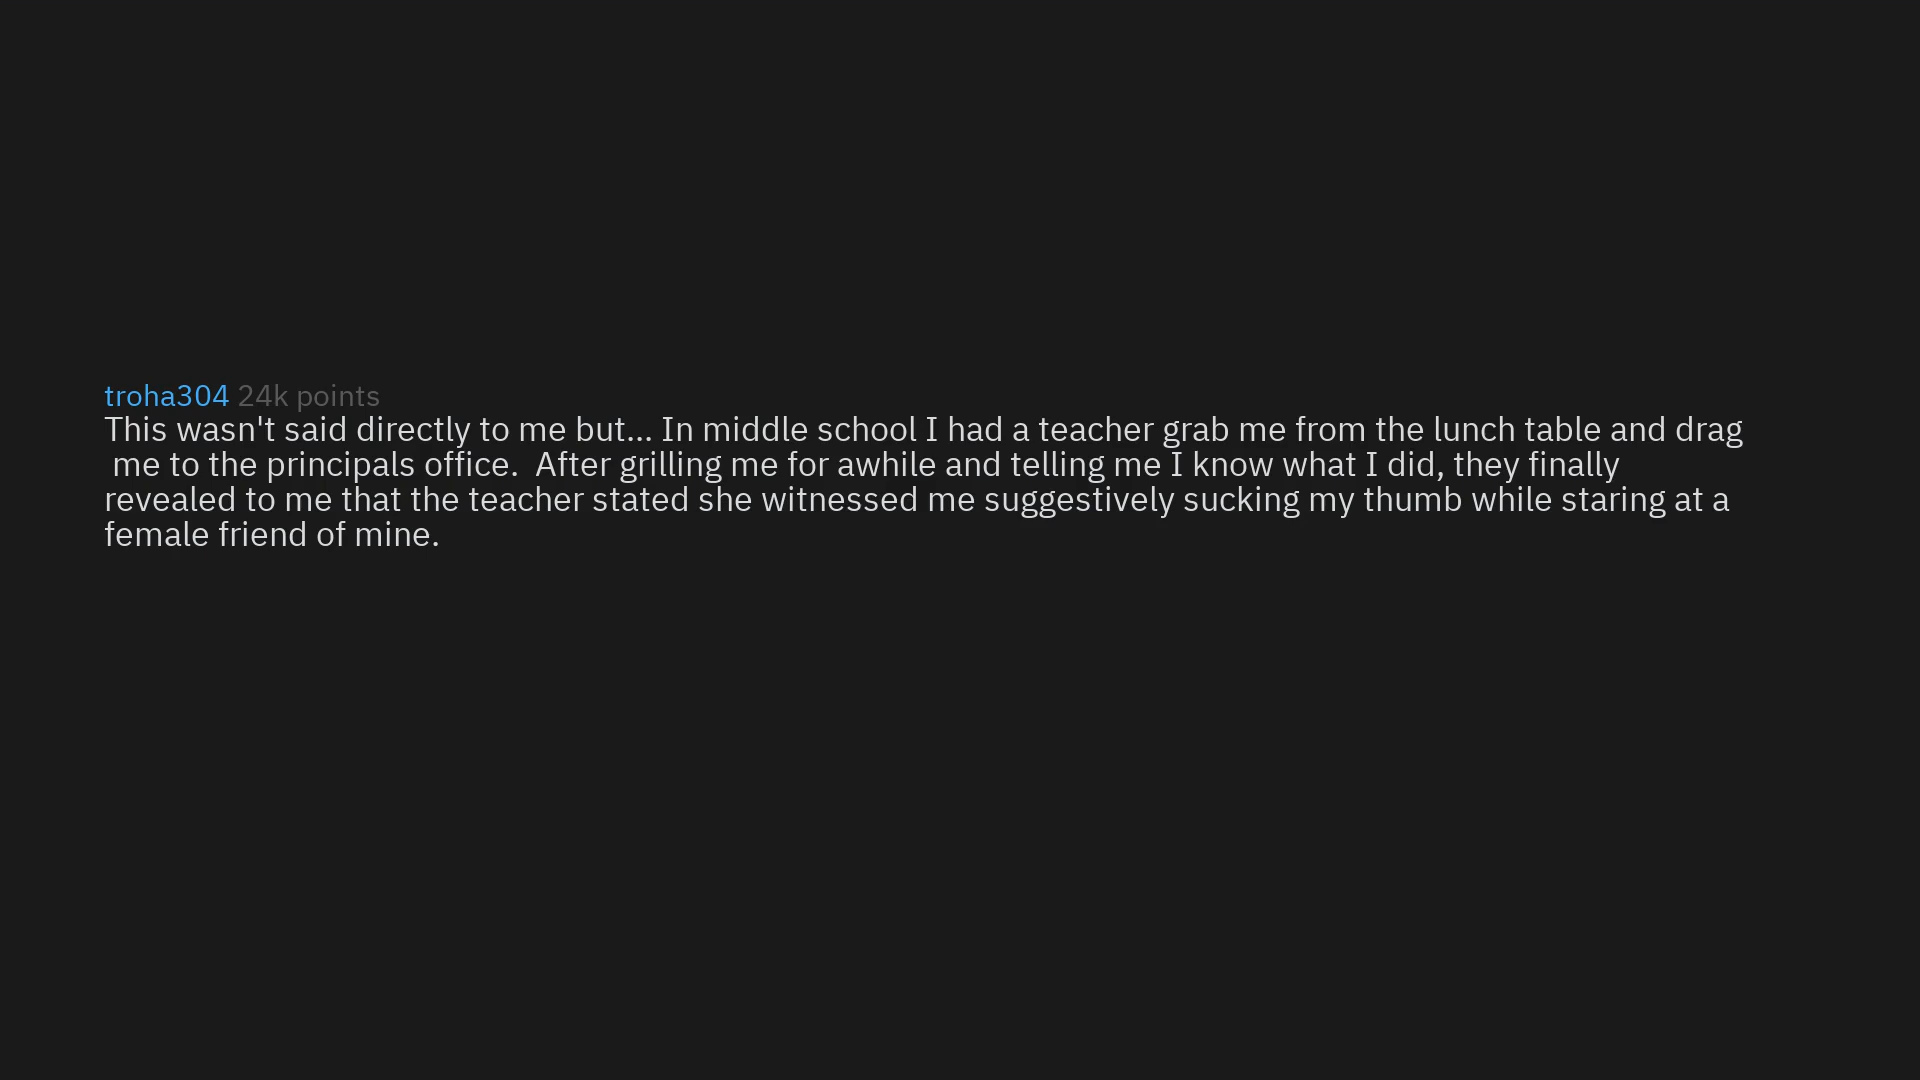 troha304 24k points
This wasn't said directly to me but... In middle school I had a teacher grab me from the lunch table and drag
me to the principals office.  After grilling me for awhile and telling me I know what I did, they finally
revealed to me that the teacher stated she witnessed me suggestively sucking my thumb while staring at a
female friend of mine.